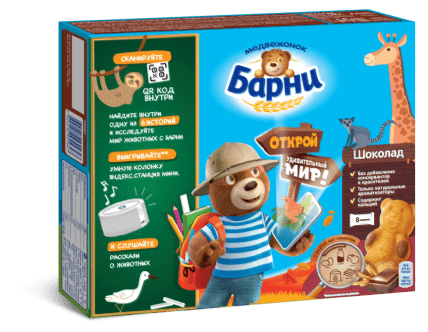 СКАНИРУЙТЕ
QR КОД
ВНУТРИ
НАЙДИТЕ ВНУТРИ
ОДНУ ИЗ 6 ИСТОРИЙ
И ИССЛЕДУЙТЕ
МИР ЖИВОТНЫХ С БАРНИ
ВЫИГРЫВАЙТЕ**
УМНУЮ КОЛОНКУ
ЯНДЕКС.СТАНЦИЯ МИНИ.
И СЛУШАЙТЕ
РАССКАЗЫ
О ЖИВОТНЫХ
МЕДВЕЖОНОК
Барни
ОТКРОЙ
УДИВИТЕЛЬНЫЙ
МИР!
Шоколад
Без добавления
консервантов
и красителей
Только натуральные
ароматизаторы
Содержит
кальций
8